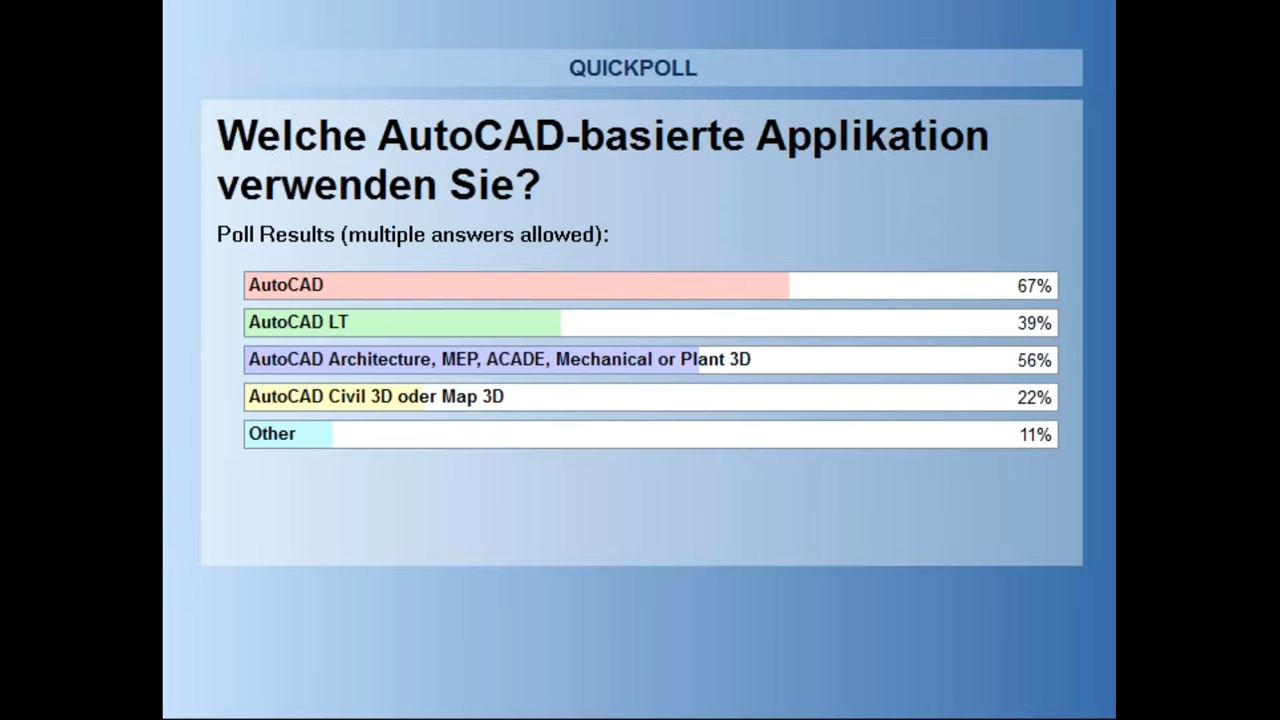 QUICKPOLL
Welche AutoCAD-basierte Applikation
verwenden Sie?
Poll Results (multiple answers allowed):
AutoCAD 67%
AutoCAD LT 39%
AutoCAD Architecture, MEP, ACADE, Mechanical or Plant 3D 56%
AutoCAD Civil 3D oder Map 3D 22%
Other 11%